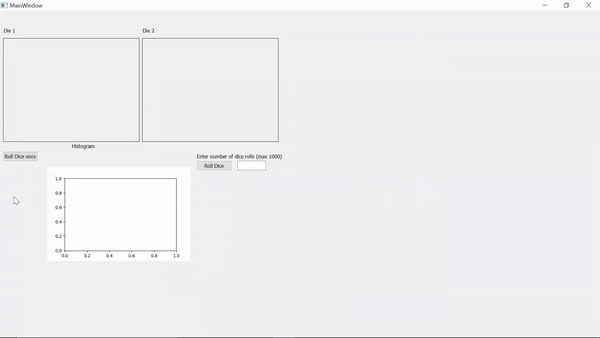 MainWindow
Die 1
Die 2
Histogram
Roll Dice once
Enter number of dice rolls (max 1000)
Roll Dice
1.0
0.8
0.6
0.4
0.2
0.0
0.0 0.2 0.4 0.6 0.8 1.0